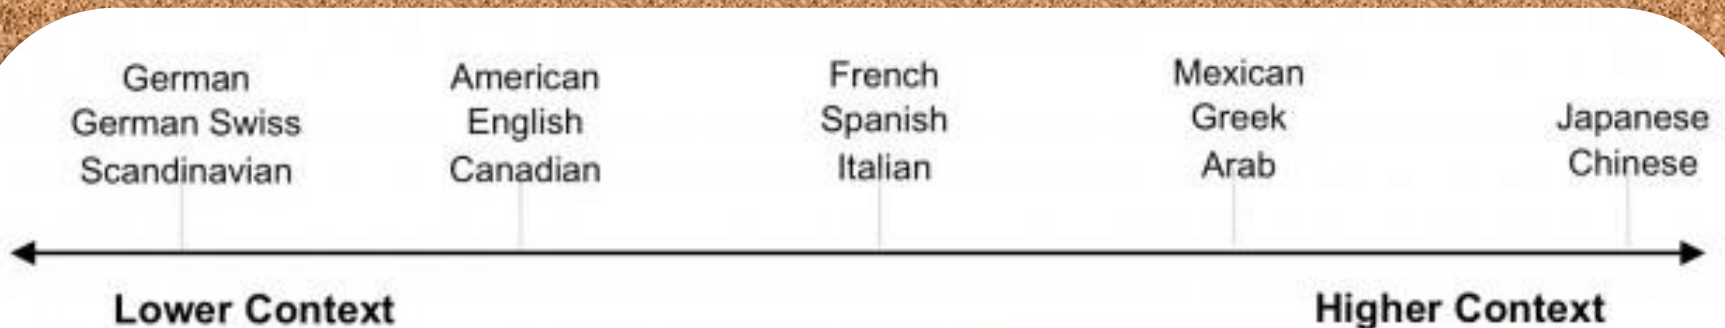 German
German Swiss
Scandinavian
American
English
Canadian
French
Spanish
Italian
Mexican
Greek
Arab
Japanese
Chinese
Lower Context
Higher Context